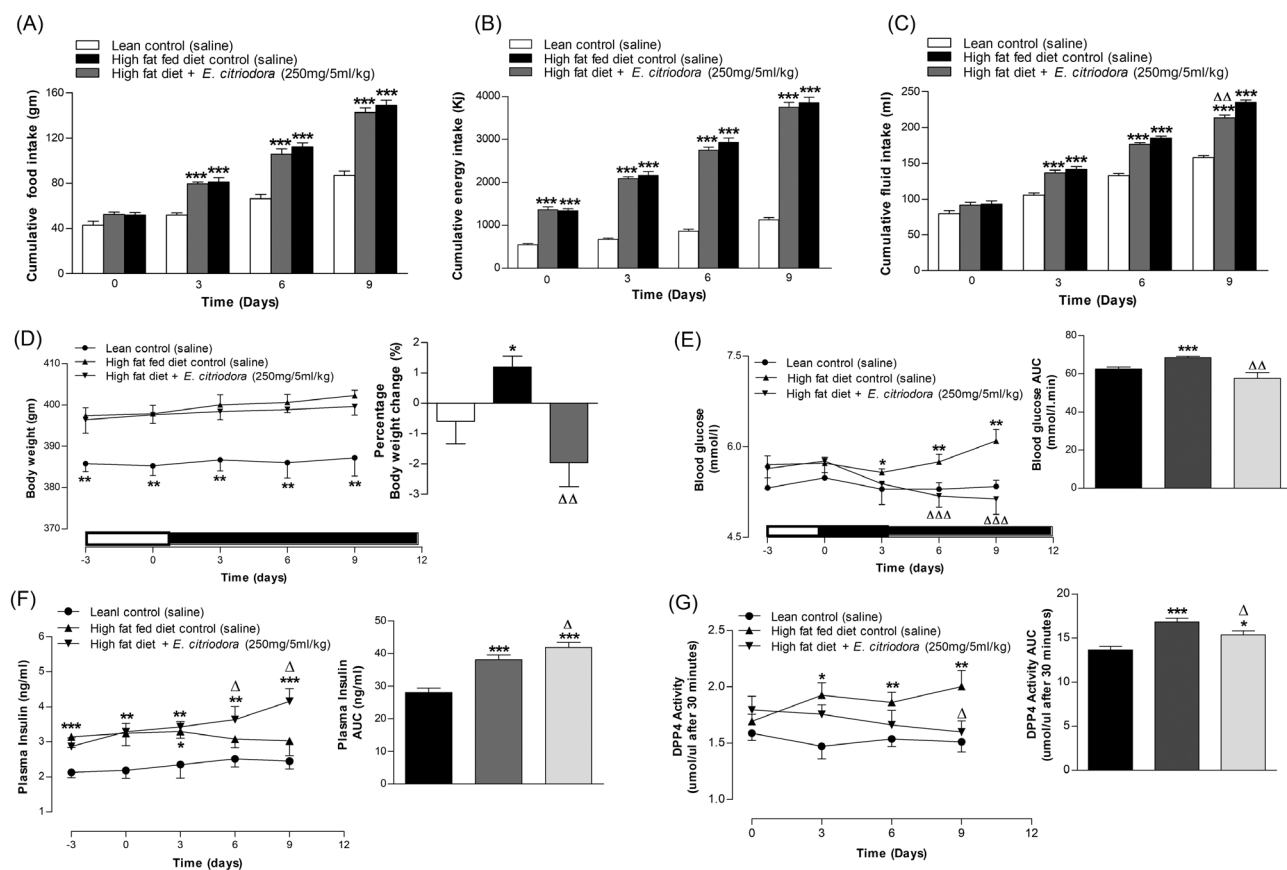 (A)
Lean control (saline)
High fat fed diet control (saline)
High fat diet + E. citriodora (250mg/5ml/kg)
Cumulative food intake (gm)
160
120
80
40
0
*** ***
*** ***
*** ***
0 3 6 9
Time (Days)
(B)
Lean control (saline)
High fat fed diet control (saline)
High fat diet + E. citriodora (250mg/5ml/kg)
Cumulative energy intake (Kj)
4000
3000
2000
1000
0
*** ***
*** ***
*** ***
*** ***
0 3 6 9
Time (Days)
(C)
Lean control (saline)
High fat fed diet control (saline)
High fat diet + E. citriodora (250mg/5ml/kg)
Cumulative fluid intake (ml)
250
200
150
100
50
0
*** ***
*** ***
ΔΔ
*** ***
0 3 6 9
Time (Days)
(D)
Lean control (saline)
High fat fed diet control (saline)
High fat diet + E. citriodora (250mg/5ml/kg)
Body weight (gm)
410
400
390
380
370
360
** ** ** ** **
-3 0 3 6 9 12
Time (days)
Percentage
Body weight change (%)
2
1
0
-1
-2
-3
*
ΔΔ
(E)
Lean control (saline)
High fat diet control (saline)
High fat diet + E. citriodora (250mg/5ml/kg)
Blood glucose
(mmol/l)
7.5
6.0
4.5
* ** **
ΔΔΔ ΔΔΔ
-3 0 3 6 9 12
Time (days)
Blood glucose AUC
(mmol/l.min)
80
60
40
20
0
***
ΔΔ
(F)
Leanl control (saline)
High fat fed diet control (saline)
High fat diet + E. citriodora (250mg/5ml/kg)
Plasma Insulin (ng/ml)
6
5
4
3
2
1
*** ** ** 
*
Δ
**
Δ
***
-3 0 3 6 9 12
Time (days)
Plasma Insulin
AUC (ng/ml)
50
40
30
20
10
0
***
Δ
***
(G)
Lean control (saline)
High fat fed diet control (saline)
High fat diet + E. citriodora (250mg/5ml/kg)
DPP4 Activity
(umol/ul after 30 minutes)
2.5
2.0
1.5
1.0
* ** **
Δ
0 3 6 9 12
Time (Days)
DPP4 Activity AUC
(umol/ul after 30 minutes)
20
15
10
5
0
***
Δ
*